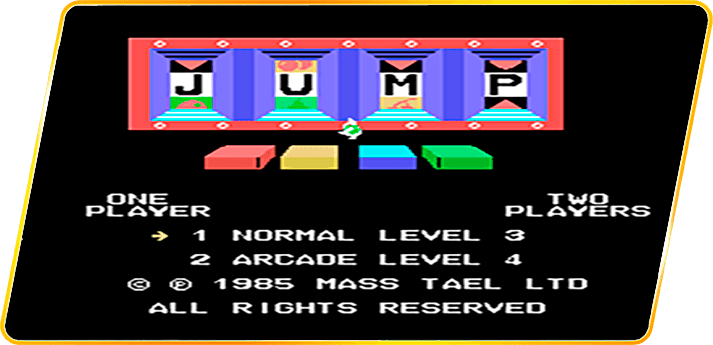 JUMP
ONE TWO
PLAYER PLAYERS
1 NORMAL LEVEL 3
2 ARCADE LEVEL 4
© ℗ 1985 MASS TAEL LTD
ALL RIGHTS RESERVED